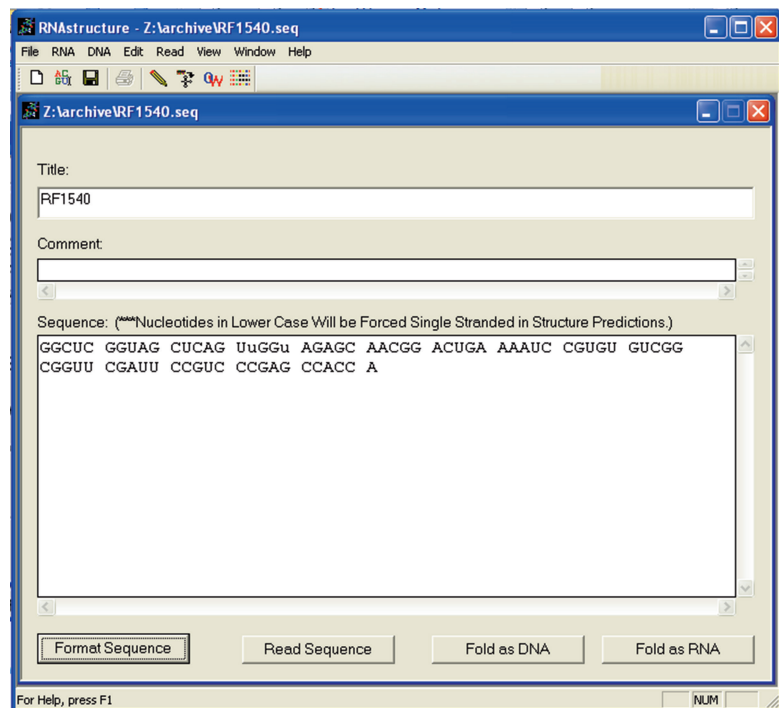 RNAstructure - Z:\archive\RF1540.seq
File RNA DNA Edit Read View Window Help
Z:\archive\RF1540.seq
Title:
RF1540
Comment:
Sequence: (****Nucleotides in Lower Case Will be Forced Single Stranded in Structure Predictions.)
GGCUC GGUAG CUCAG UuGGu AGAGC AACGG ACUGA AAAUC CGUGU GUCGG
CGGUU CGAUU CCGUC CCGAG CCACC A
Format Sequence Read Sequence Fold as DNA Fold as RNA
For Help, press F1 NUM